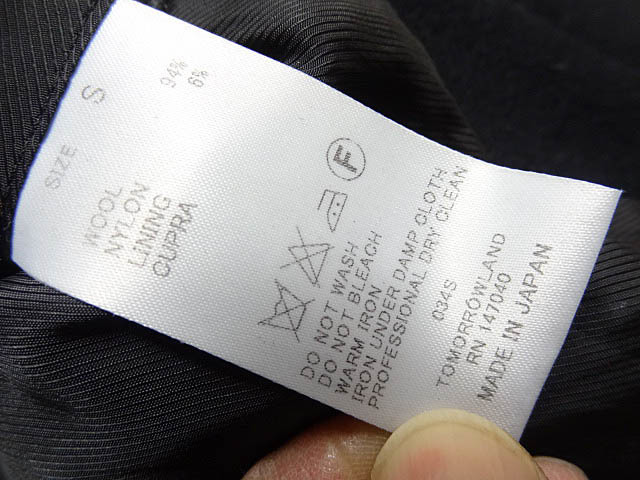 SIZE S
WOOL 94%
NYLON 6%
LINING
CUPRA
F
DO NOT WASH
DO NOT BLEACH
WARM IRON
IRON UNDER DAMP CLOTH
PROFESSIONAL DRY CLEAN
034S
TOMORROWLAND
RN 147040
MADE IN JAPAN